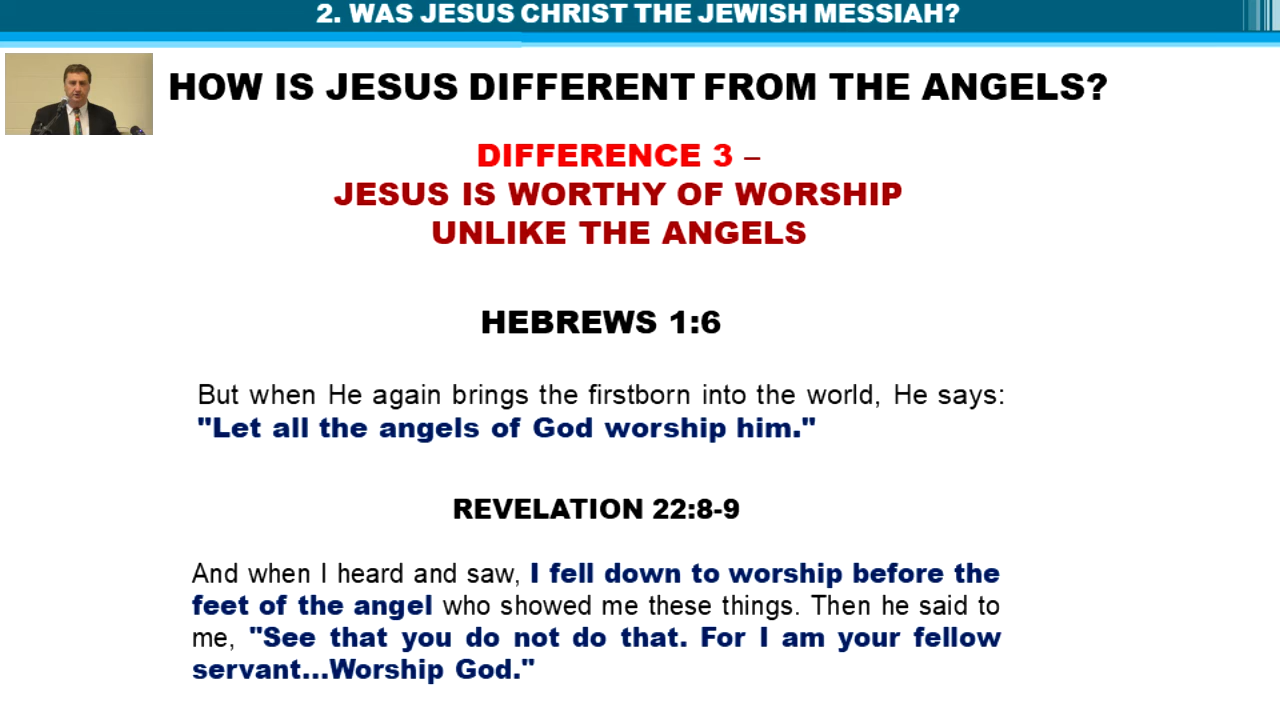 2. WAS JESUS CHRIST THE JEWISH MESSIAH?
HOW IS JESUS DIFFERENT FROM THE ANGELS?
DIFFERENCE 3 –
JESUS IS WORTHY OF WORSHIP
UNLIKE THE ANGELS
HEBREWS 1:6
But when He again brings the firstborn into the world, He says:
"Let all the angels of God worship him."
REVELATION 22:8-9
And when I heard and saw, I fell down to worship before the
feet of the angel who showed me these things. Then he said to
me, "See that you do not do that. For I am your fellow
servant...Worship God."